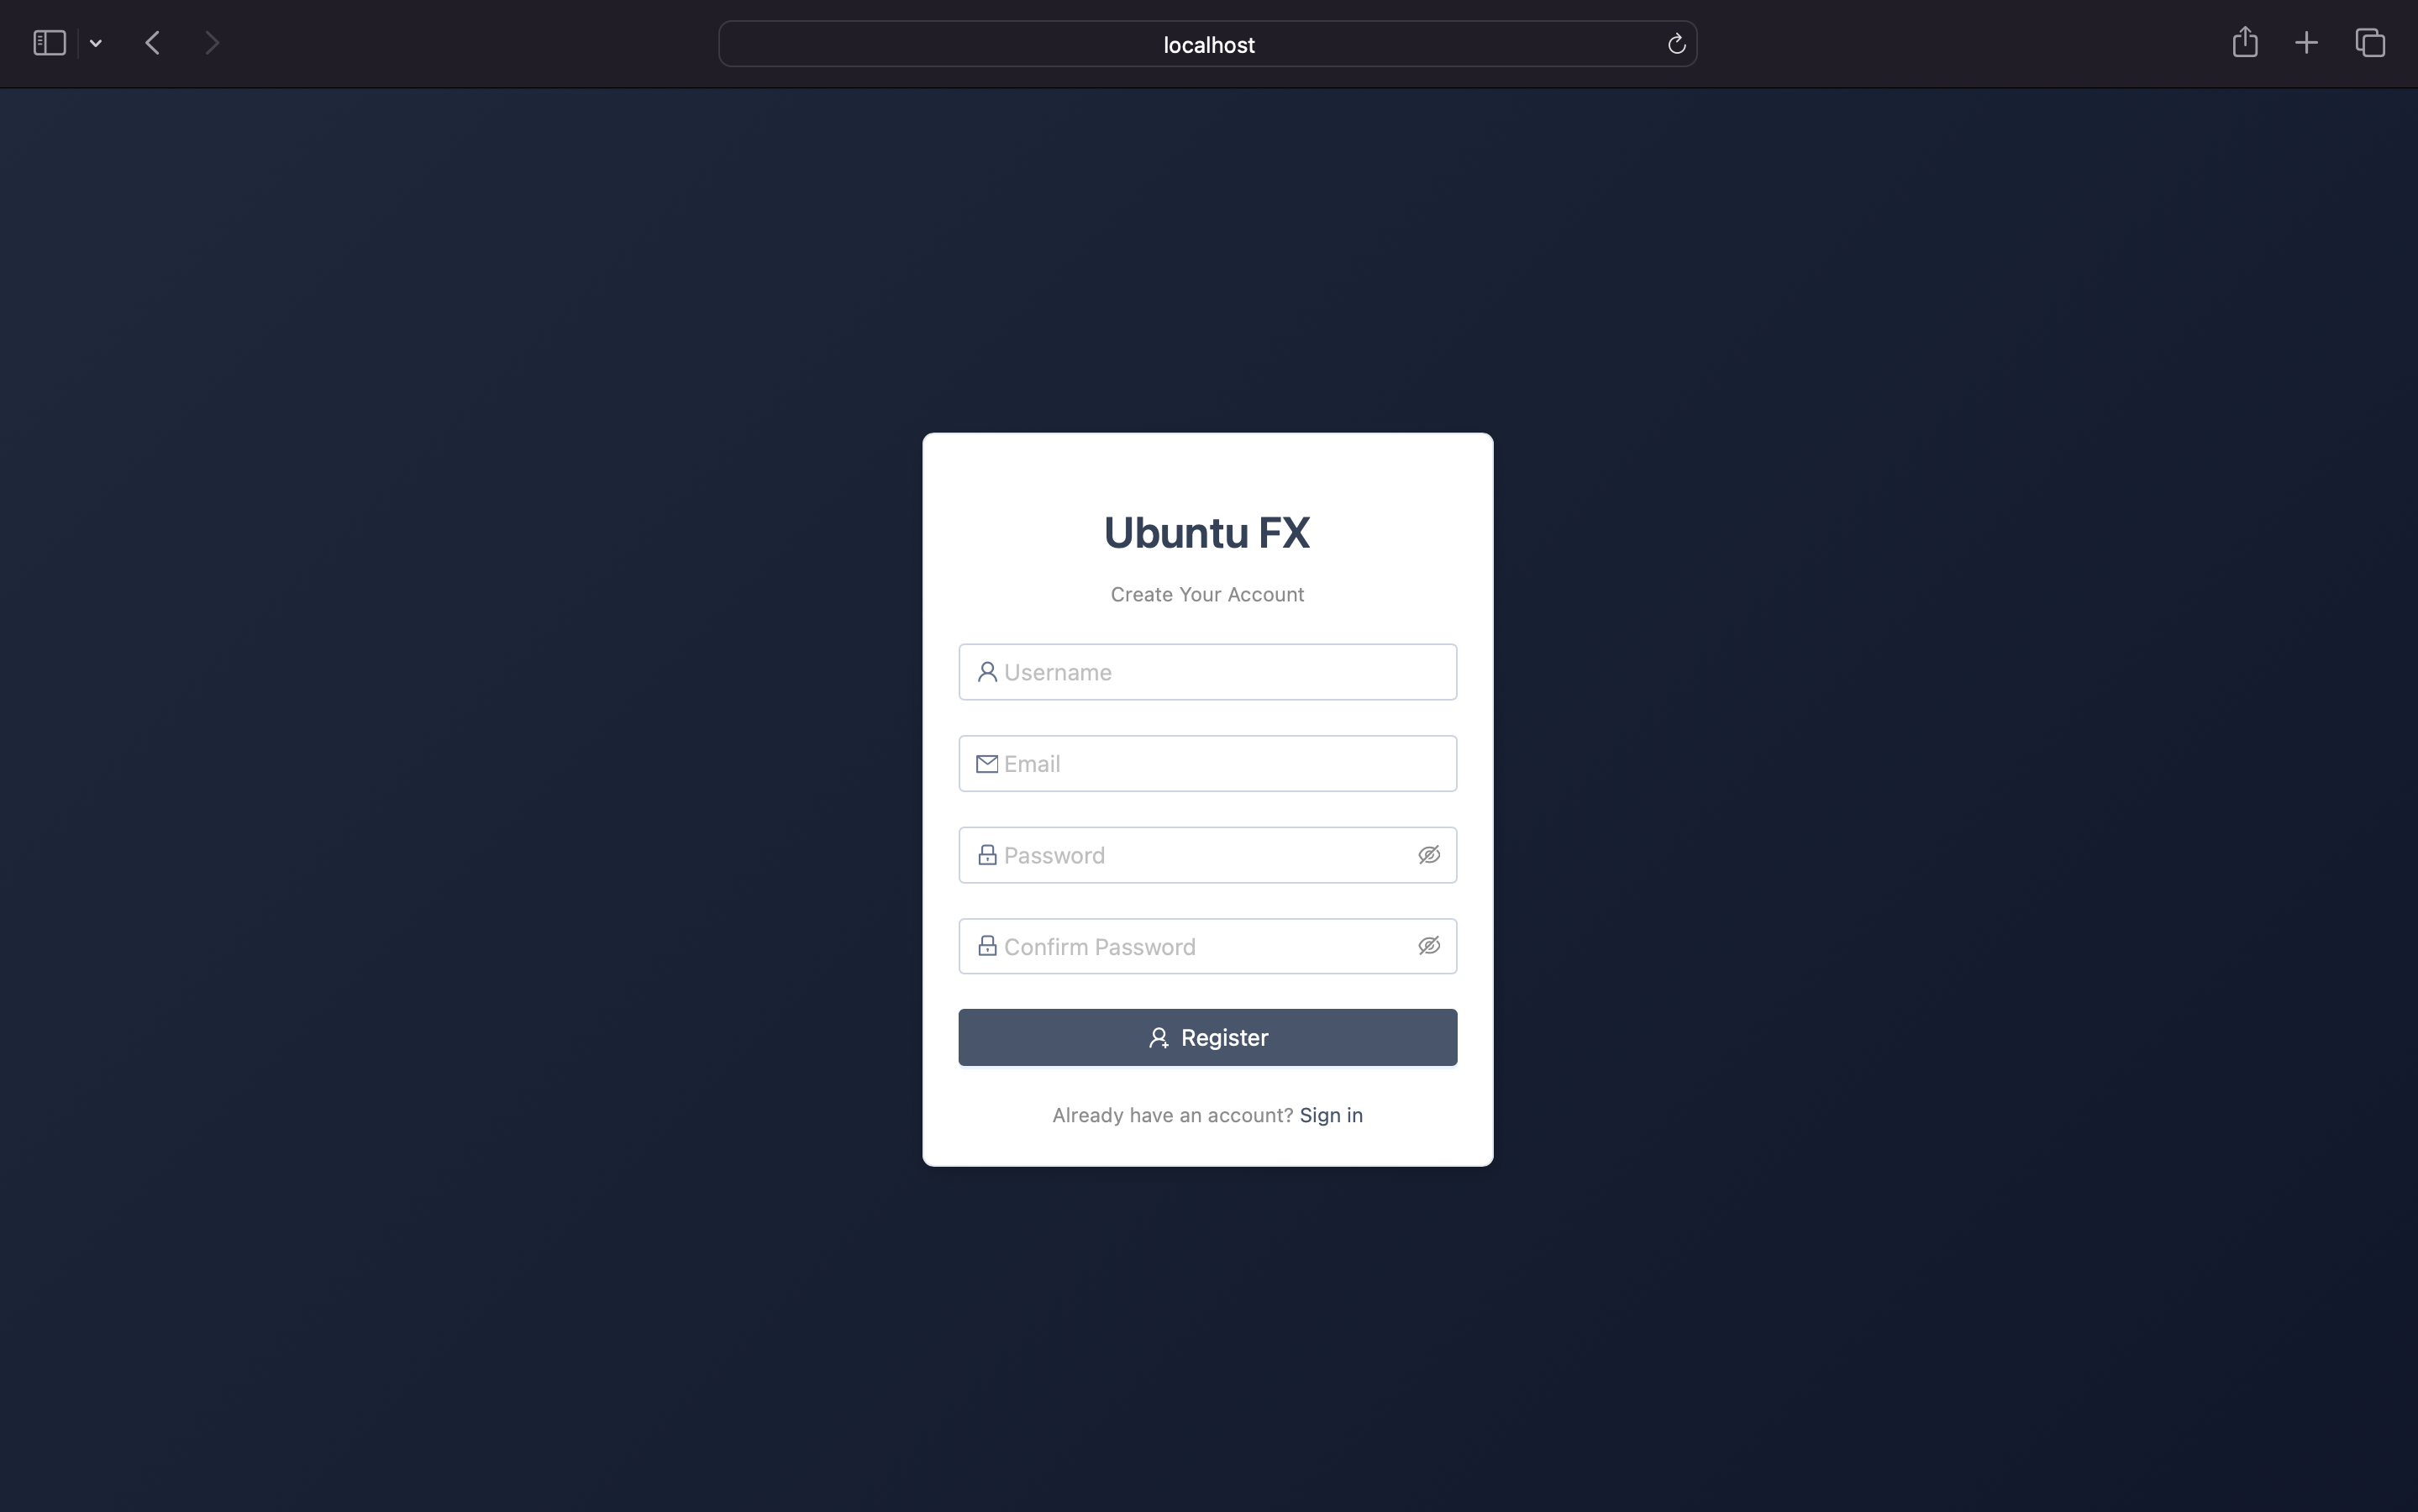 localhost
Ubuntu FX
Create Your Account
Username
Email
Password
Confirm Password
Register
Already have an account? Sign in